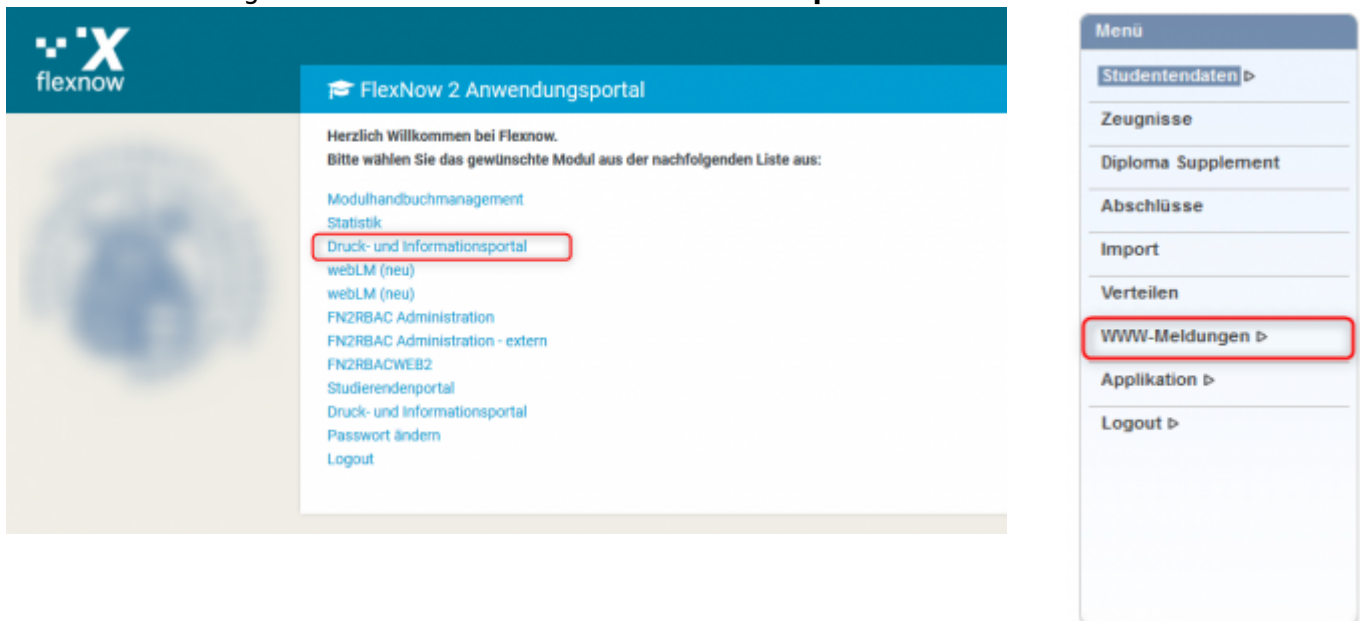 flexnow
FlexNow 2 Anwendungsportal
Herzlich Willkommen bei Flexnow.
Bitte wählen Sie das gewünschte Modul aus der nachfolgenden Liste aus:
Modulhandbuchmanagement
Statistik
Druck- und Informationsportal
webLM (neu)
webLM (neu)
FN2RBAC Administration
FN2RBAC Administration - extern
FN2RBACWEB2
Studierendenportal
Druck- und Informationsportal
Passwort ändern
Logout
Menü
Studentendaten
Zeugnisse
Diploma Supplement
Abschlüsse
Import
Verteilen
WWW-Meldungen
Applikation
Logout